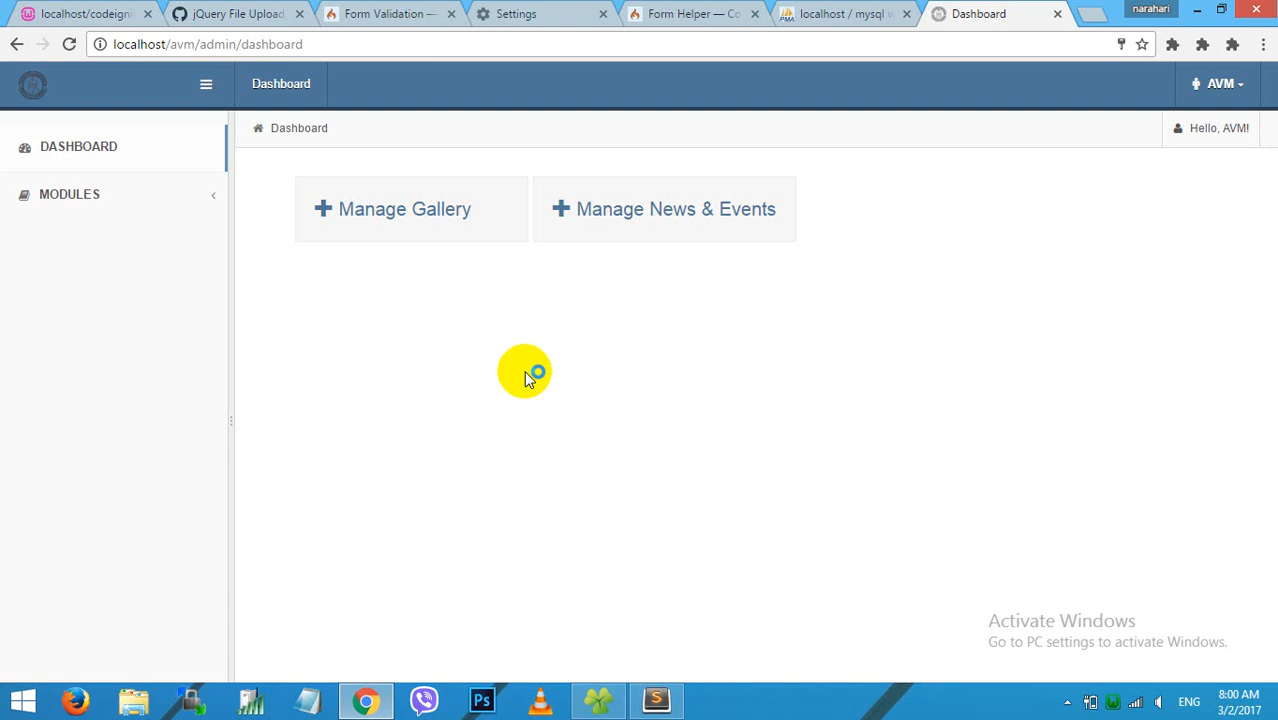 localhost/codeigni
jQuery File Upload,
Form Validation —
Settings
Form Helper — Co
localhost / mysql w
Dashboard
narahari
localhost/avm/admin/dashboard
Dashboard
AVM
Dashboard
Hello, AVM!
DASHBOARD
MODULES
Manage Gallery
Manage News & Events
Activate Windows
Go to PC settings to activate Windows.
ENG
8:00 AM
3/2/2017
PMA
Ps
S